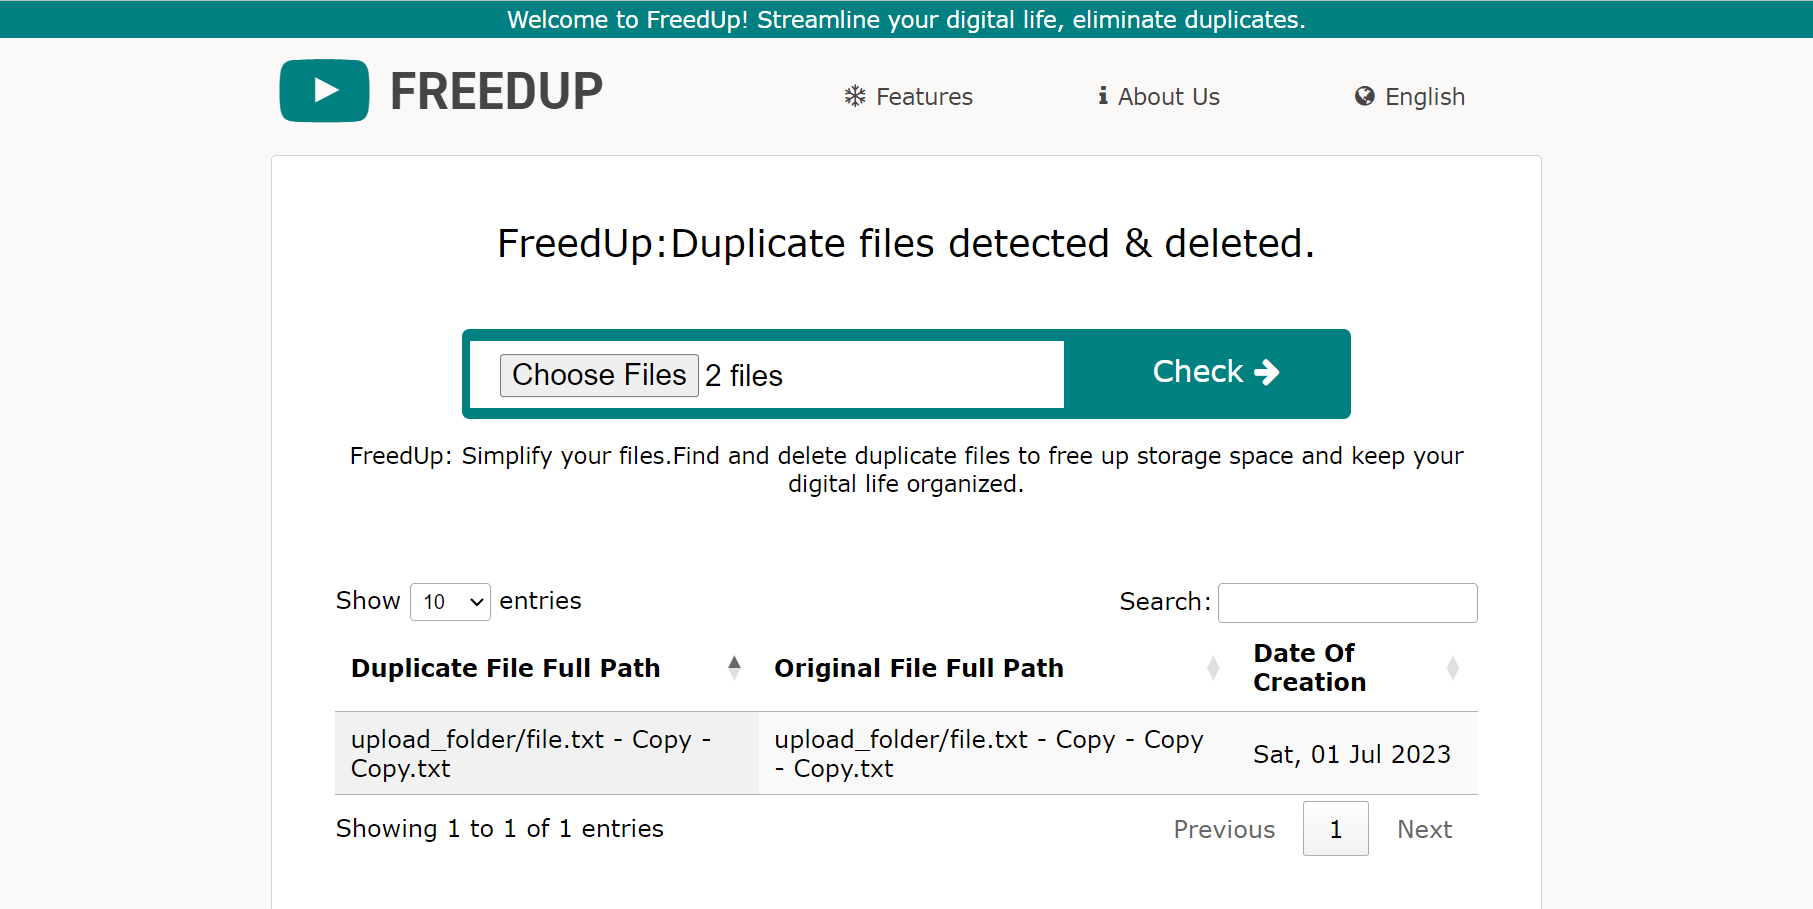 Welcome to FreedUp! Streamline your digital life, eliminate duplicates.
FREEDUP
Features
About Us
English
FreedUp:Duplicate files detected & deleted.
Choose Files 2 files
Check
FreedUp: Simplify your files.Find and delete duplicate files to free up storage space and keep your
digital life organized.
Show 10 entries
Search:
Duplicate File Full Path
Original File Full Path
Date Of
Creation
upload_folder/file.txt - Copy -
Copy.txt
upload_folder/file.txt - Copy - Copy
- Copy.txt
Sat, 01 Jul 2023
Showing 1 to 1 of 1 entries
Previous 1 Next